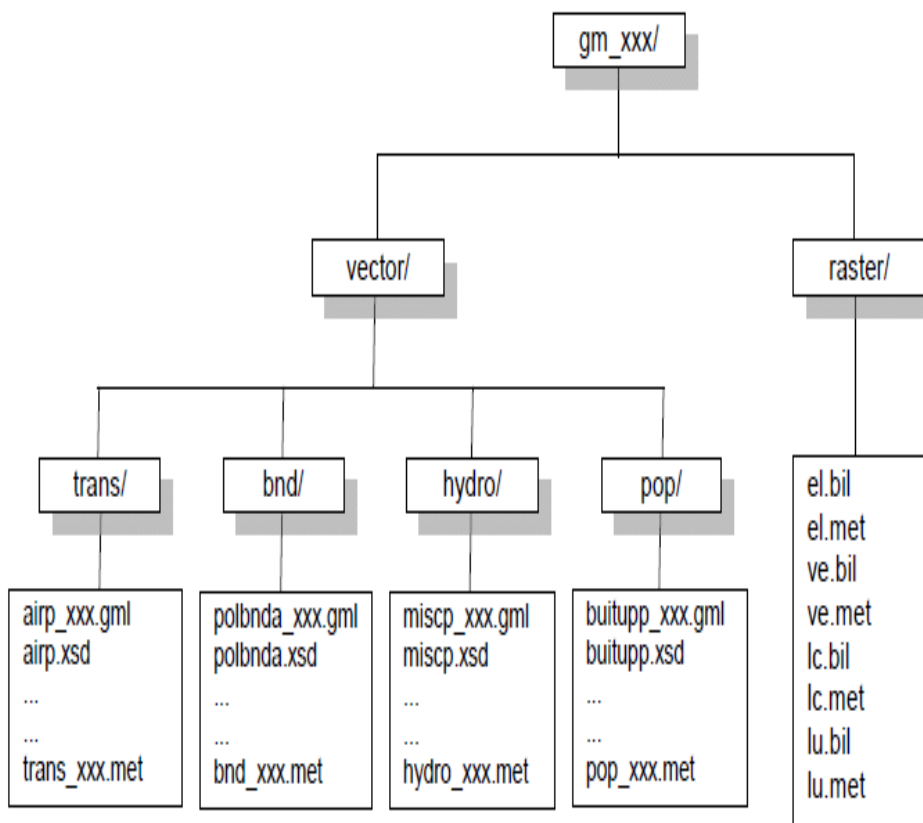 gm_xxx/
vector/
raster/
trans/
bnd/
hydro/
pop/
airp_xxx.gml
airp.xsd
...
...
trans_xxx.met
polbnda_xxx.gml
polbnda.xsd
...
...
bnd_xxx.met
miscp_xxx.gml
miscp.xsd
...
...
hydro_xxx.met
buitupp_xxx.gml
buitupp.xsd
...
...
pop_xxx.met
el.bil
el.met
ve.bil
ve.met
lc.bil
lc.met
lu.bil
lu.met